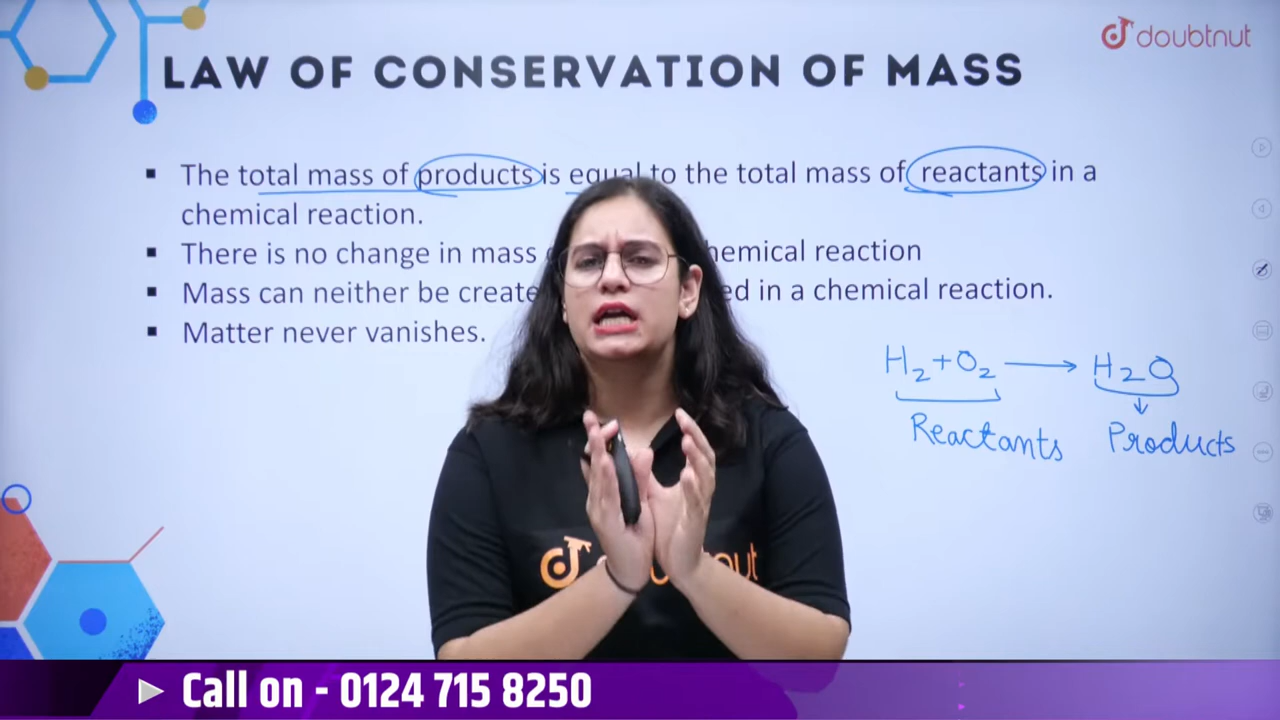 doubtnut
LAW OF CONSERVATION OF MASS
▪ The total mass of products is equal to the total mass of reactants in a
chemical reaction.
▪ There is no change in mass hemical reaction
▪ Mass can neither be create ed in a chemical reaction.
▪ Matter never vanishes.
H₂+O₂ → H₂O
Reactants Products
Call on - 0124 715 8250